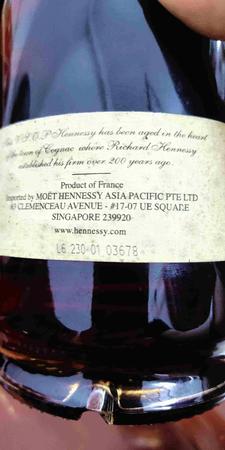 V.S.O.P Hennessy has been aged in the heart
of the town of Cognac where Richard Hennessy
established his firm over 200 years ago.
Product of France
Imported by MOËT HENNESSY ASIA PACIFIC PTE LTD
83 CLEMENCEAU AVENUE - #17-07 UE SQUARE
SINGAPORE 239920
www.hennessy.com
L6 230-01 03678